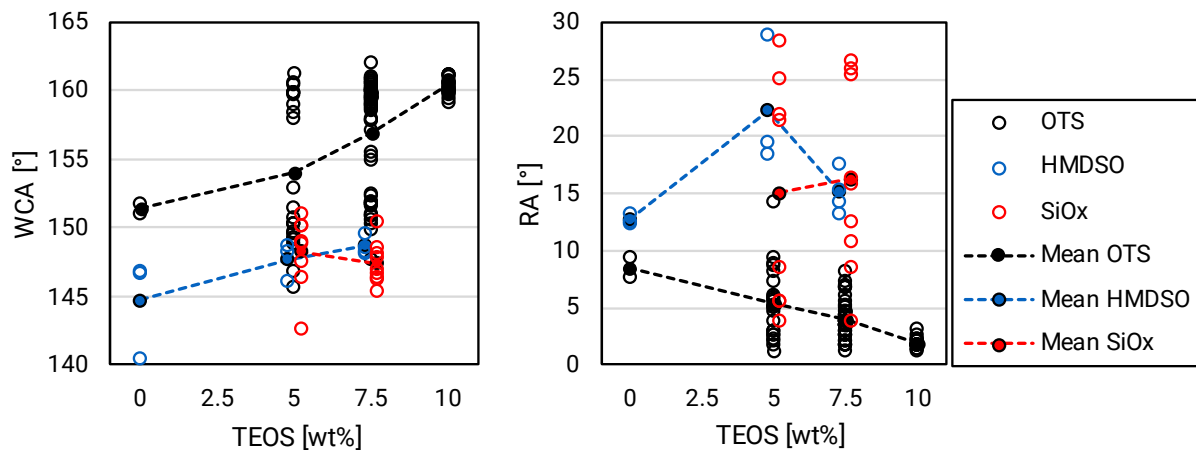 165
160
155
150
145
140
WCA [°]
0
2.5
5
7.5
10
TEOS [wt%]
30
25
20
15
10
5
0
RA [°]
0
2.5
5
7.5
10
TEOS [wt%]
OTS
HMDSO
SiOx
Mean OTS
Mean HMDSO
Mean SiOx